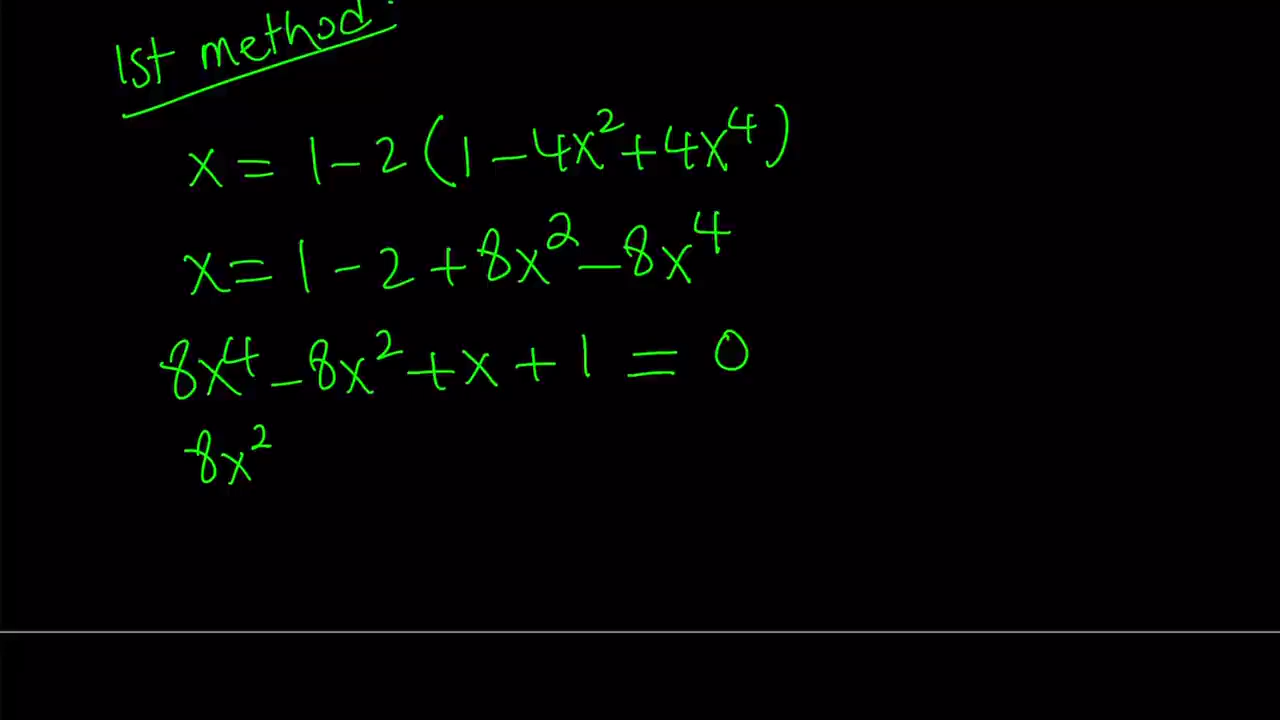 1st method:
x = 1 - 2 (1 - 4x² + 4x⁴)
x = 1 - 2 + 8x² - 8x⁴
8x⁴ - 8x² + x + 1 = 0
8x²